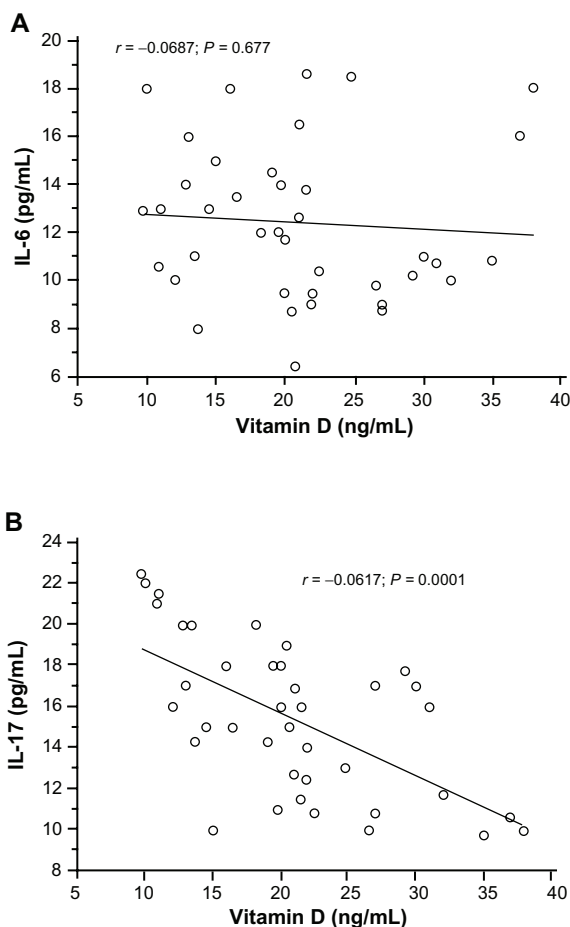 A
r = −0.0687; P = 0.677
20
18
16
14
12
10
8
6
IL-6 (pg/mL)
5 10 15 20 25 30 35 40
Vitamin D (ng/mL)
B
r = −0.0617; P = 0.0001
24
22
20
18
16
14
12
10
8
IL-17 (pg/mL)
5 10 15 20 25 30 35 40
Vitamin D (ng/mL)